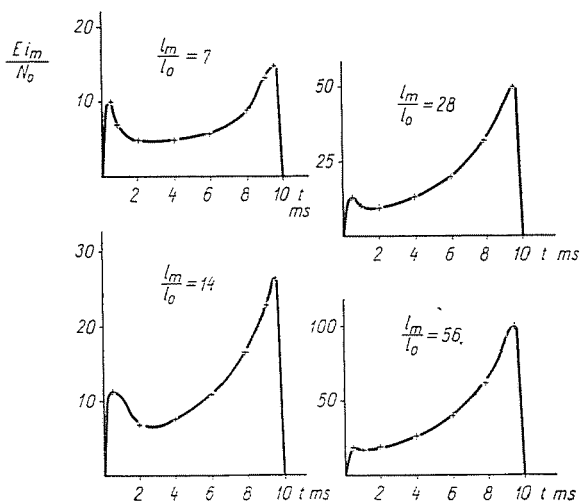 E i_m / N_o
20
10
l_m / l_o = 7
2 4 6 8 10 t
ms
50
25
l_m / l_o = 28
2 4 6 8 10 t ms
30
20
10
l_m / l_o = 14
2 4 6 8 10 t
ms
100
50
l_m / l_o = 56
2 4 6 8 10 t ms